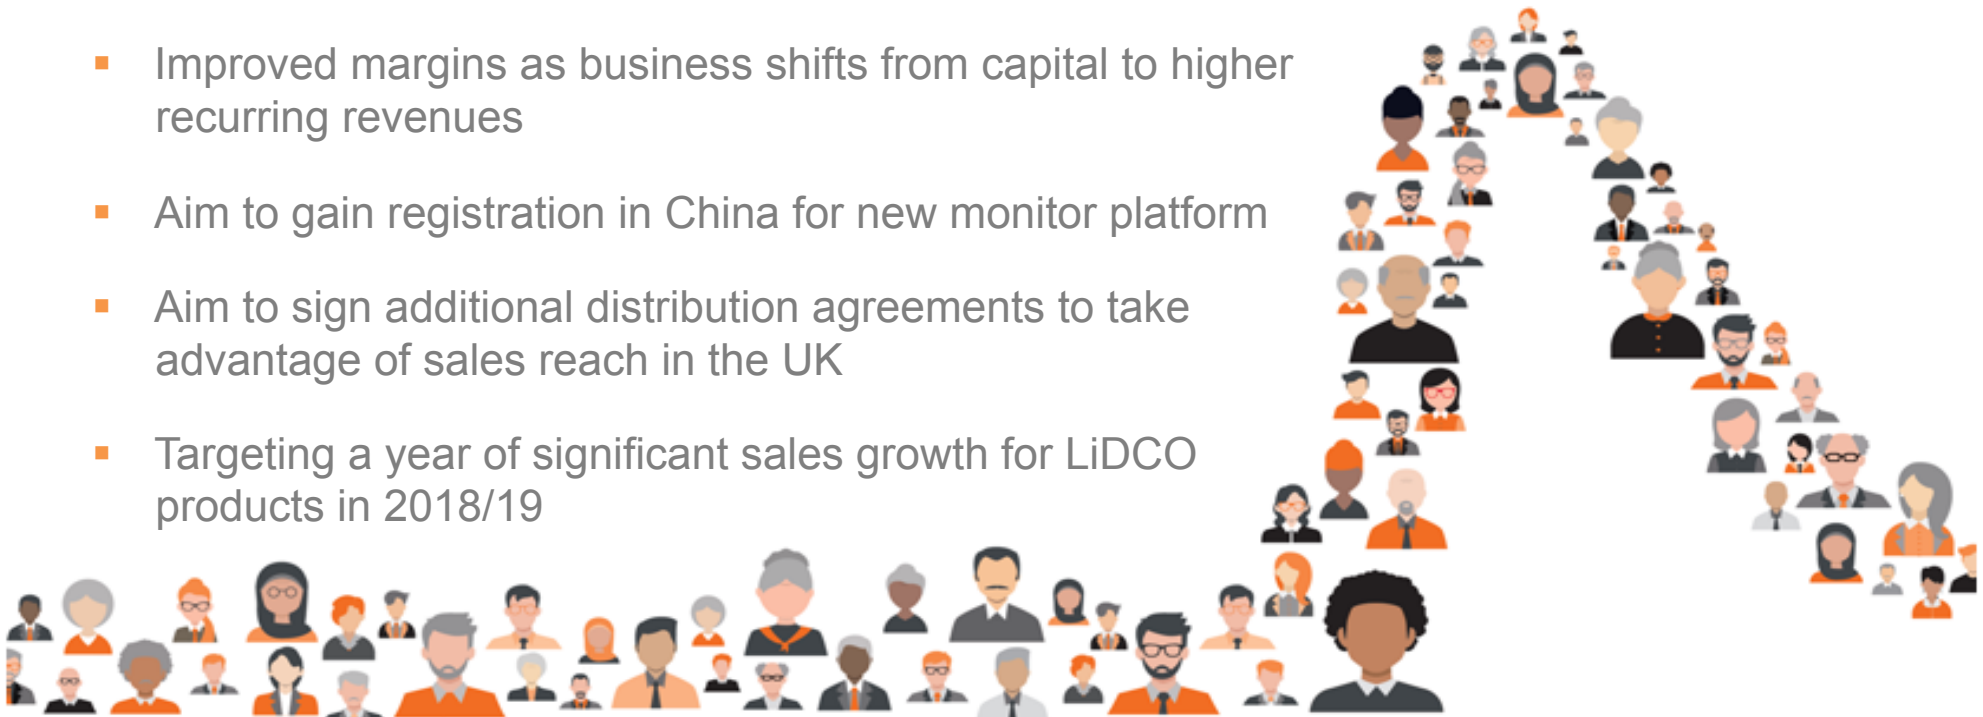 ▪ Improved margins as business shifts from capital to higher
recurring revenues
▪ Aim to gain registration in China for new monitor platform
▪ Aim to sign additional distribution agreements to take
advantage of sales reach in the UK
▪ Targeting a year of significant sales growth for LiDCO
products in 2018/19